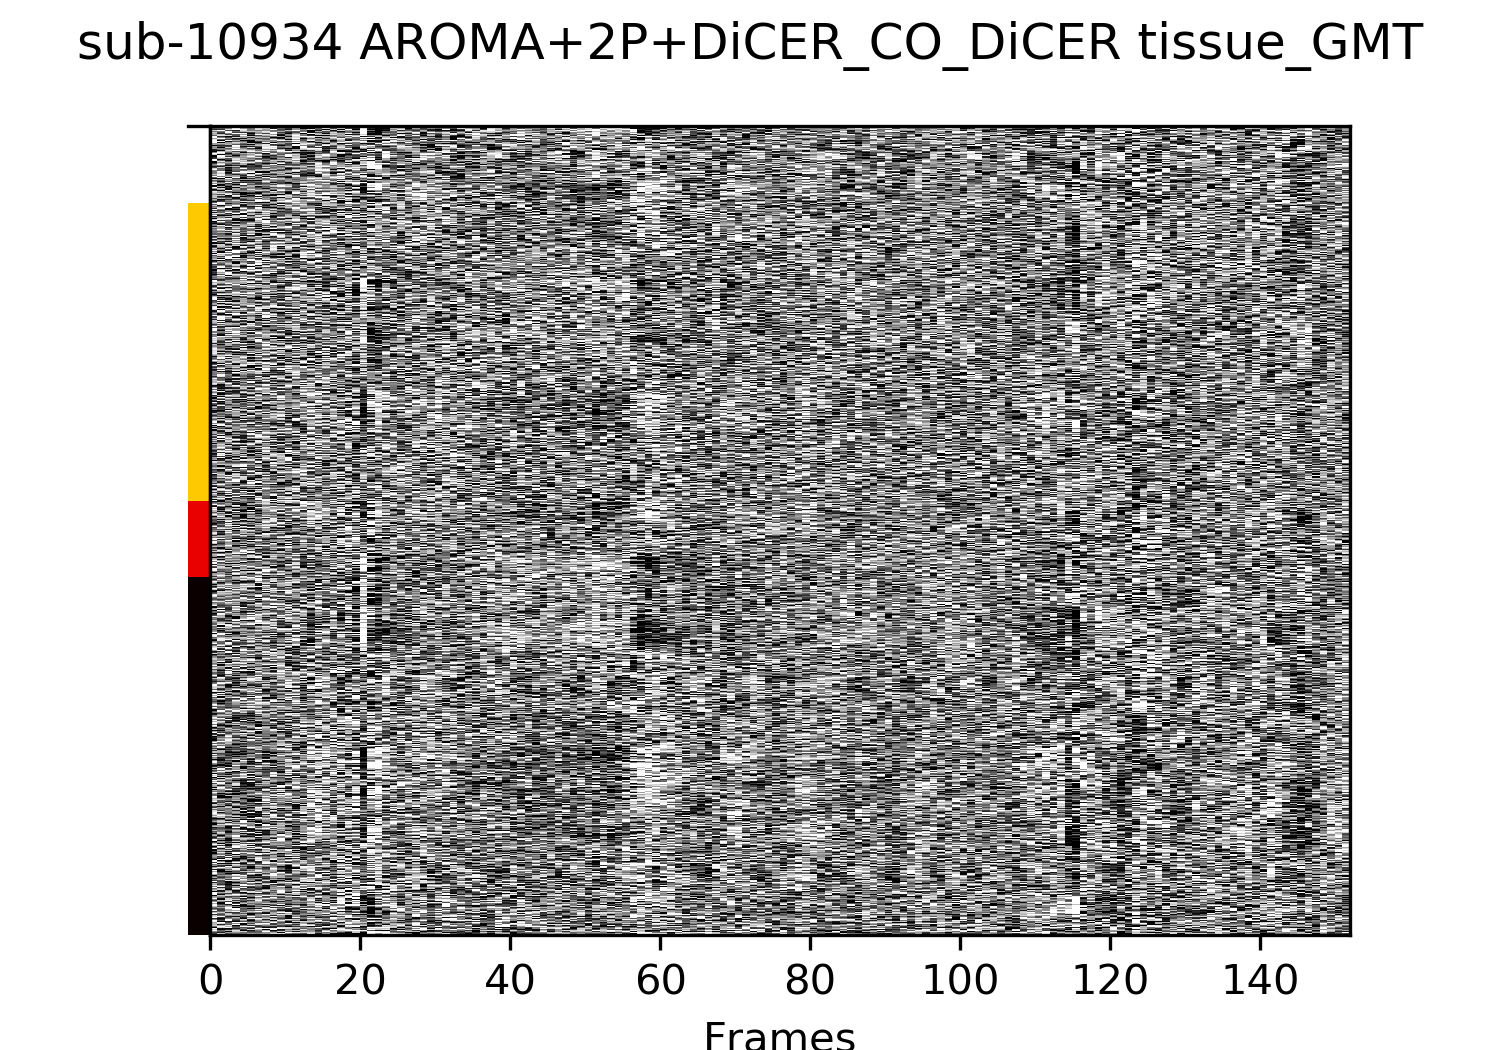 sub-10934 AROMA+2P+DiCER_CO_DiCER tissue_GMT
0 20 40 60 80 100 120 140
Frames